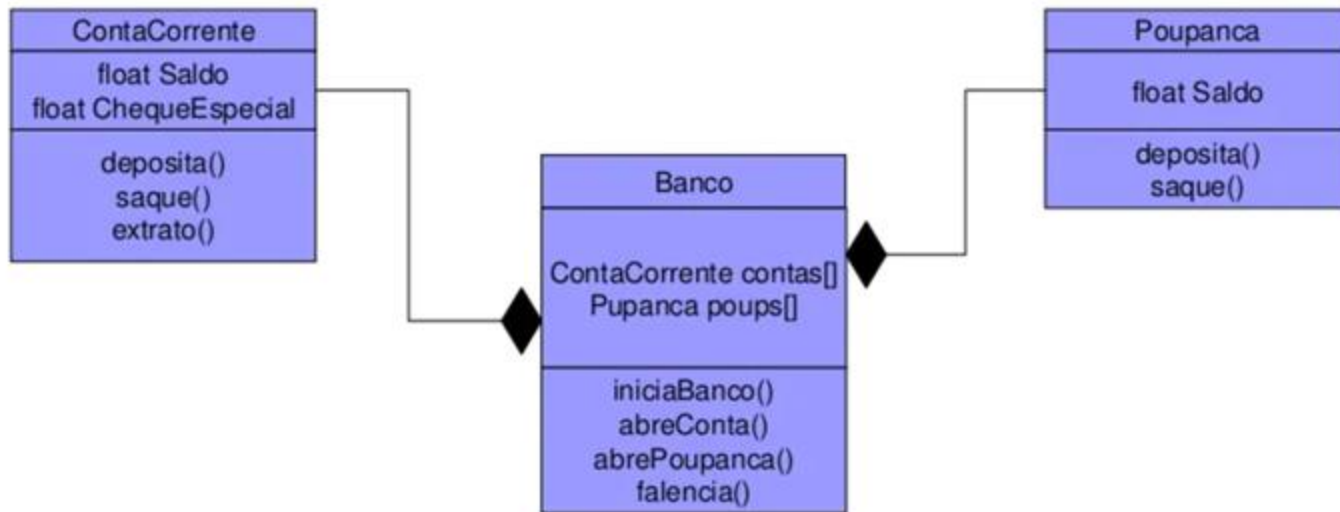 ContaCorrente
float Saldo
float ChequeEspecial
deposita()
saque()
extrato()
Banco
ContaCorrente contas[]
Pupanca poups[]
iniciaBanco()
abreConta()
abrePoupanca()
falencia()
Poupanca
float Saldo
deposita()
saque()